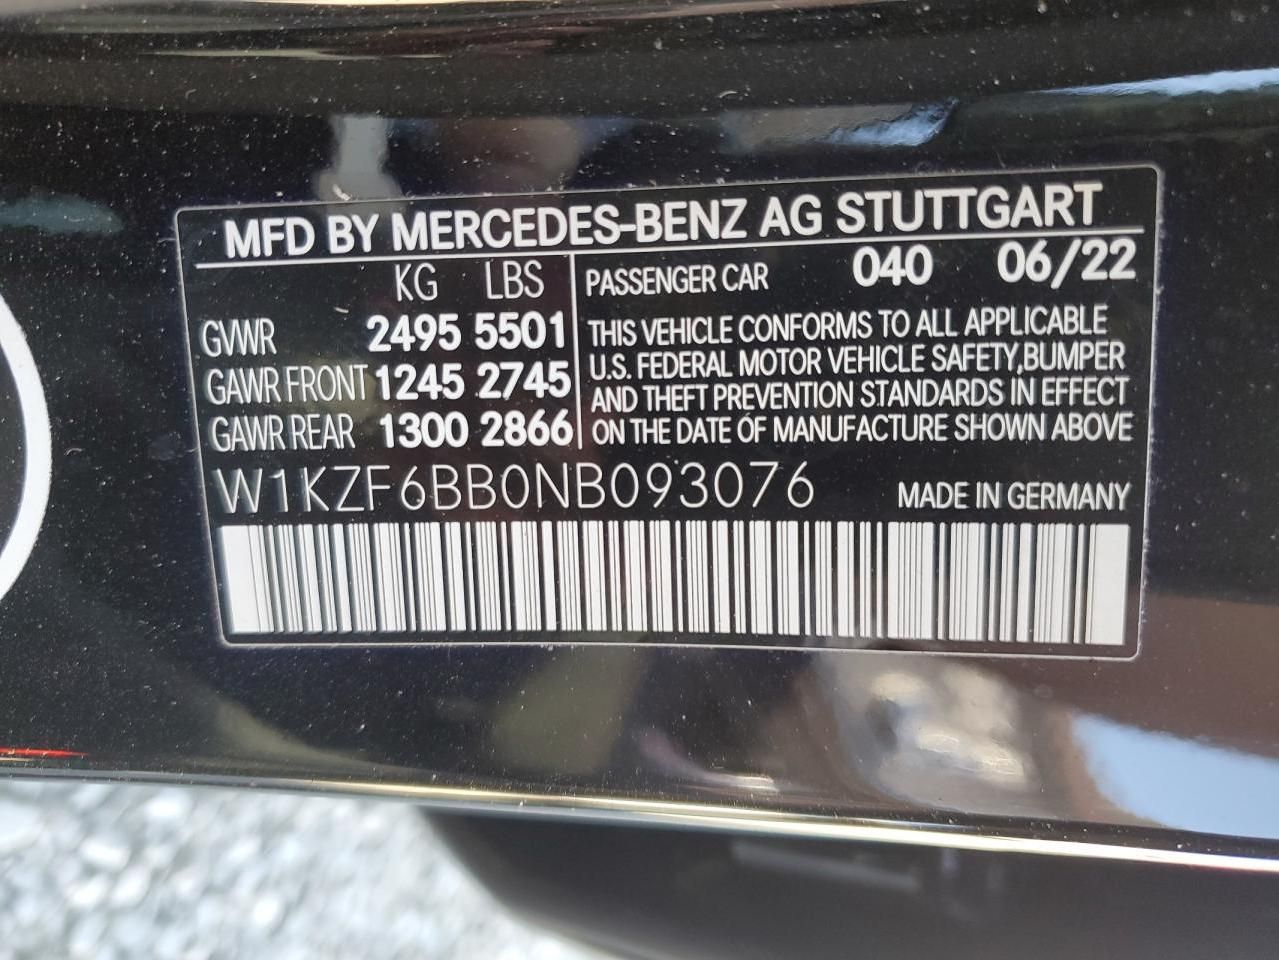 MFD BY MERCEDES-BENZ AG STUTTGART
KG LBS
GVWR 2495 5501
GAWR FRONT 1245 2745
GAWR REAR 1300 2866
PASSENGER CAR 040 06/22
THIS VEHICLE CONFORMS TO ALL APPLICABLE
U.S. FEDERAL MOTOR VEHICLE SAFETY,BUMPER
AND THEFT PREVENTION STANDARDS IN EFFECT
ON THE DATE OF MANUFACTURE SHOWN ABOVE
W1KZF6BB0NB093076 MADE IN GERMANY